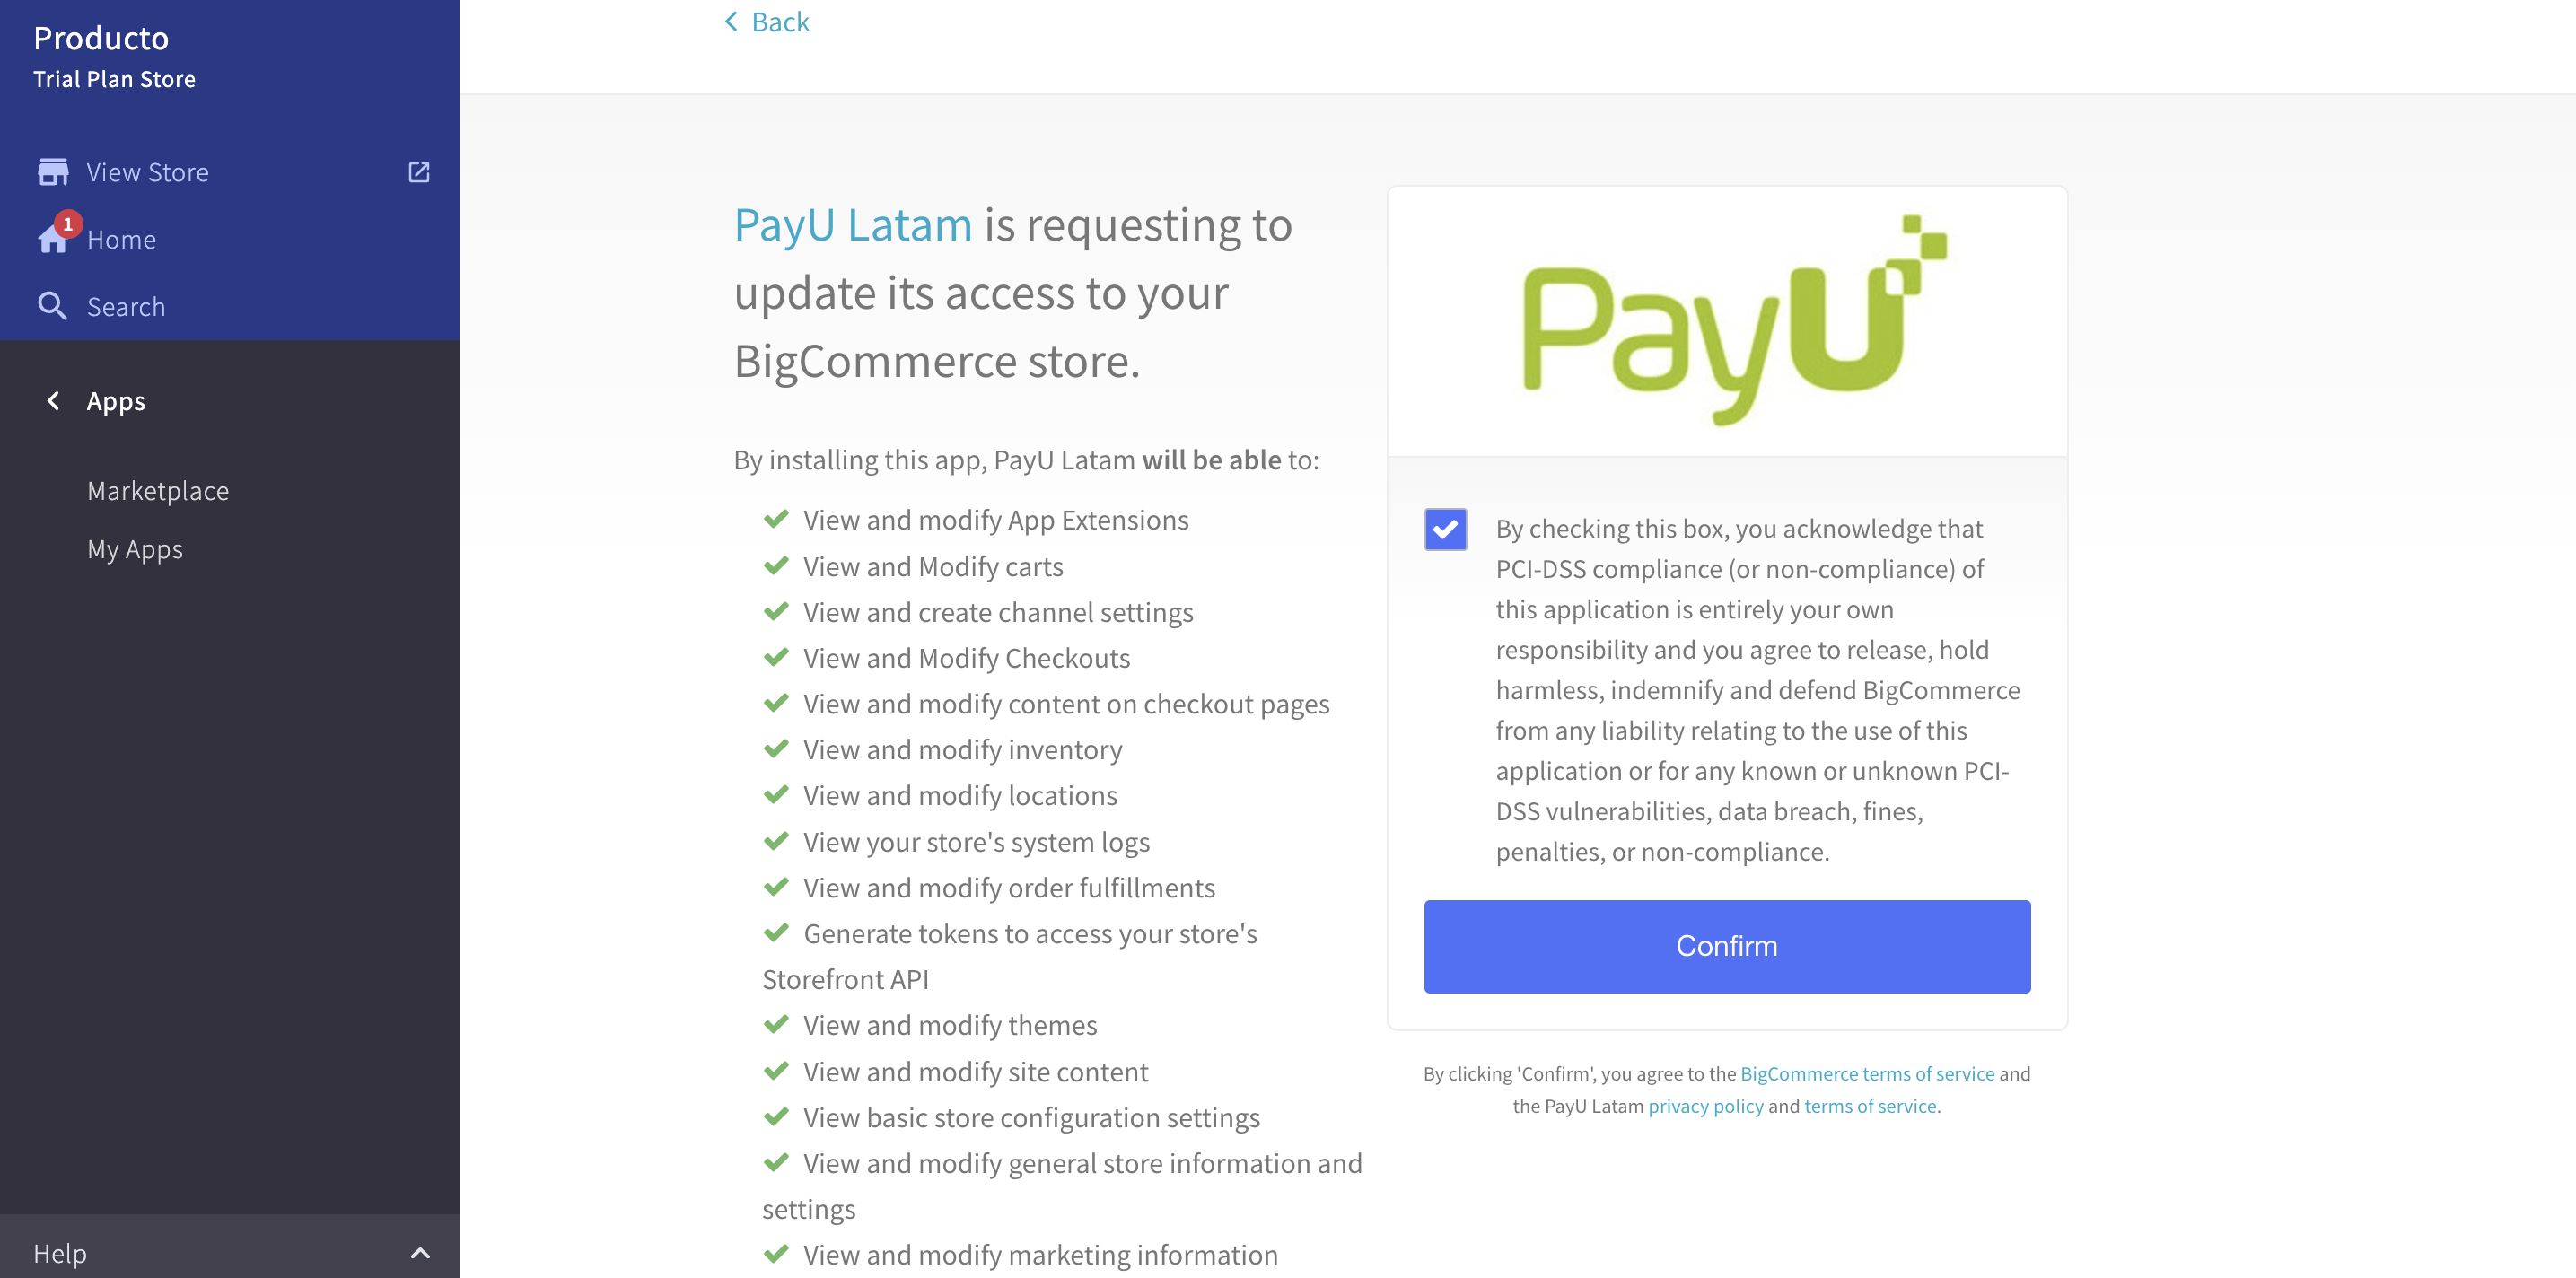 Producto
Trial Plan Store
View Store
1
Home
Search
Apps
Marketplace
My Apps
Help
Back
PayU Latam is requesting to
update its access to your
BigCommerce store.
By installing this app, PayU Latam will be able to:
View and modify App Extensions
View and Modify carts
View and create channel settings
View and Modify Checkouts
View and modify content on checkout pages
View and modify inventory
View and modify locations
View your store's system logs
View and modify order fulfillments
Generate tokens to access your store's
Storefront API
View and modify themes
View and modify site content
View basic store configuration settings
View and modify general store information and
settings
View and modify marketing information
PayU
By checking this box, you acknowledge that
PCI-DSS compliance (or non-compliance) of
this application is entirely your own
responsibility and you agree to release, hold
harmless, indemnify and defend BigCommerce
from any liability relating to the use of this
application or for any known or unknown PCI-
DSS vulnerabilities, data breach, fines,
penalties, or non-compliance.
Confirm
By clicking 'Confirm', you agree to the BigCommerce terms of service and
the PayU Latam privacy policy and terms of service.